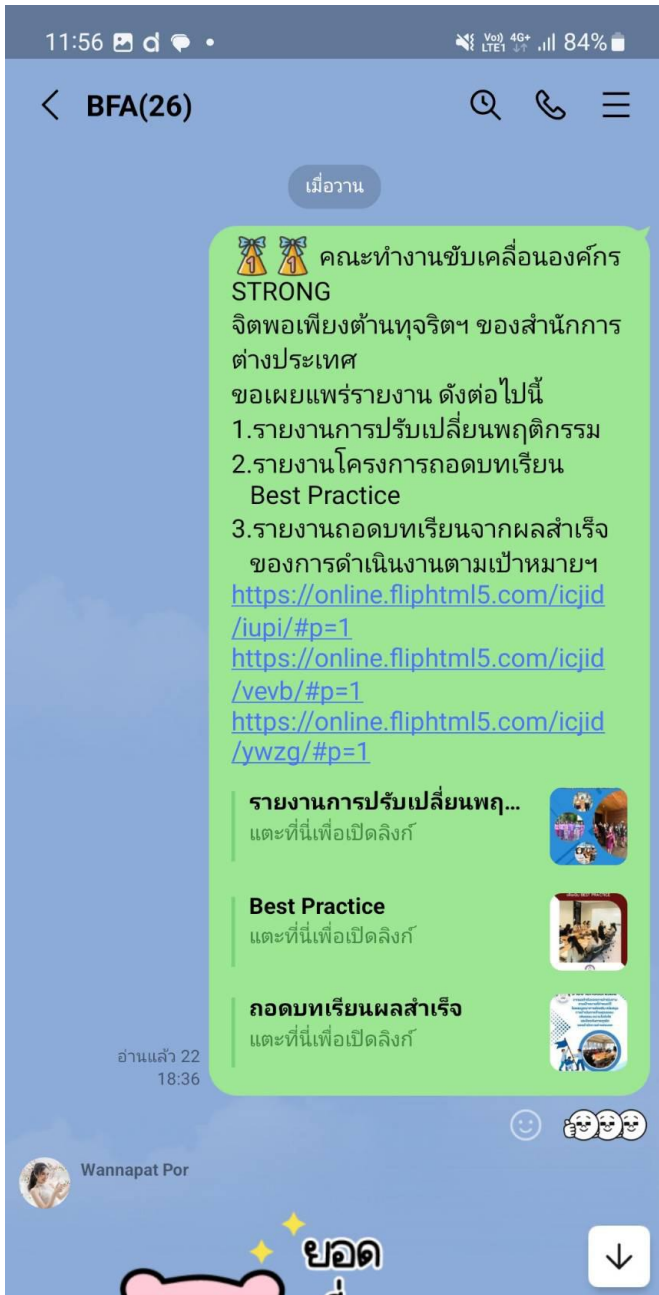 11:56
Vo)) LTE1 4G+ 84%
BFA(26)
เมื่อวาน
คณะทำงานขับเคลื่อนองค์กร
STRONG
จิตพอเพียงต้านทุจริตฯ ของสำนักการ
ต่างประเทศ
ขอเผยแพร่รายงาน ดังต่อไปนี้
1.รายงานการปรับเปลี่ยนพฤติกรรม
2.รายงานโครงการถอดบทเรียน
Best Practice
3.รายงานถอดบทเรียนจากผลสำเร็จ
ของการดำเนินงานตามเป้าหมายฯ
https://online.fliphtml5.com/icjid
/iupi/#p=1
https://online.fliphtml5.com/icjid
/vevb/#p=1
https://online.fliphtml5.com/icjid
/ywzg/#p=1
รายงานการปรับเปลี่ยนพฤ...
แตะที่นี่เพื่อเปิดลิงก์
Best Practice
แตะที่นี่เพื่อเปิดลิงก์
ถอดบทเรียนผลสำเร็จ
แตะที่นี่เพื่อเปิดลิงก์
อ่านแล้ว 22
18:36
Wannapat Por
ยอด